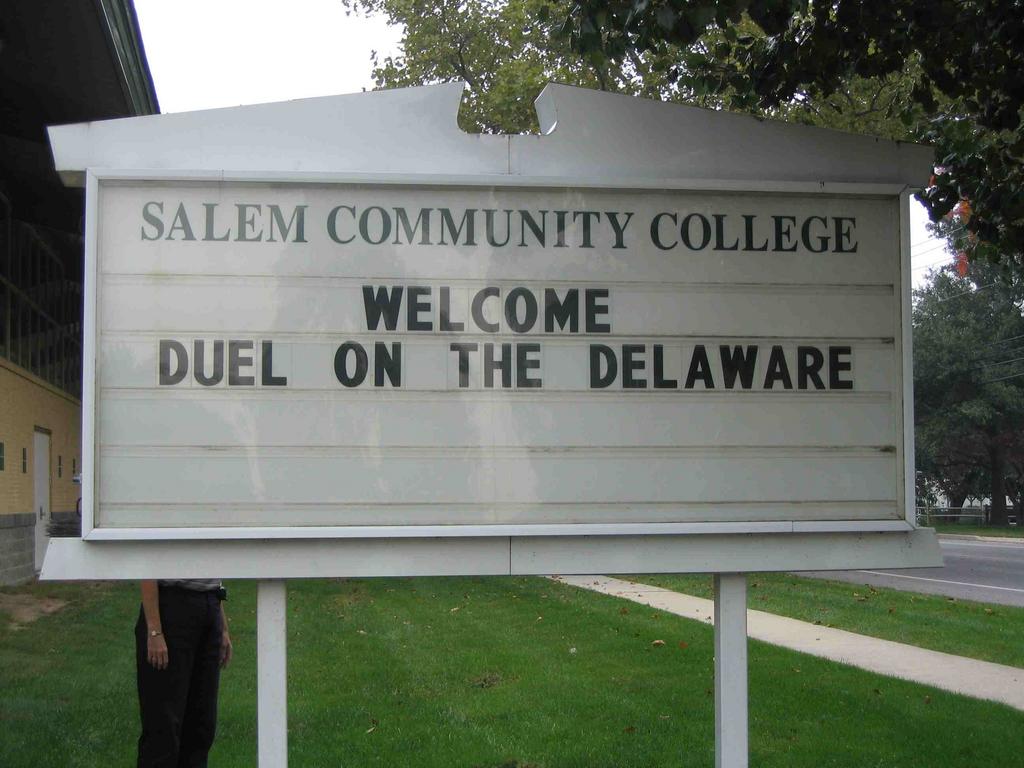 SALEM COMMUNITY COLLEGE
WELCOME
DUEL ON THE DELAWARE